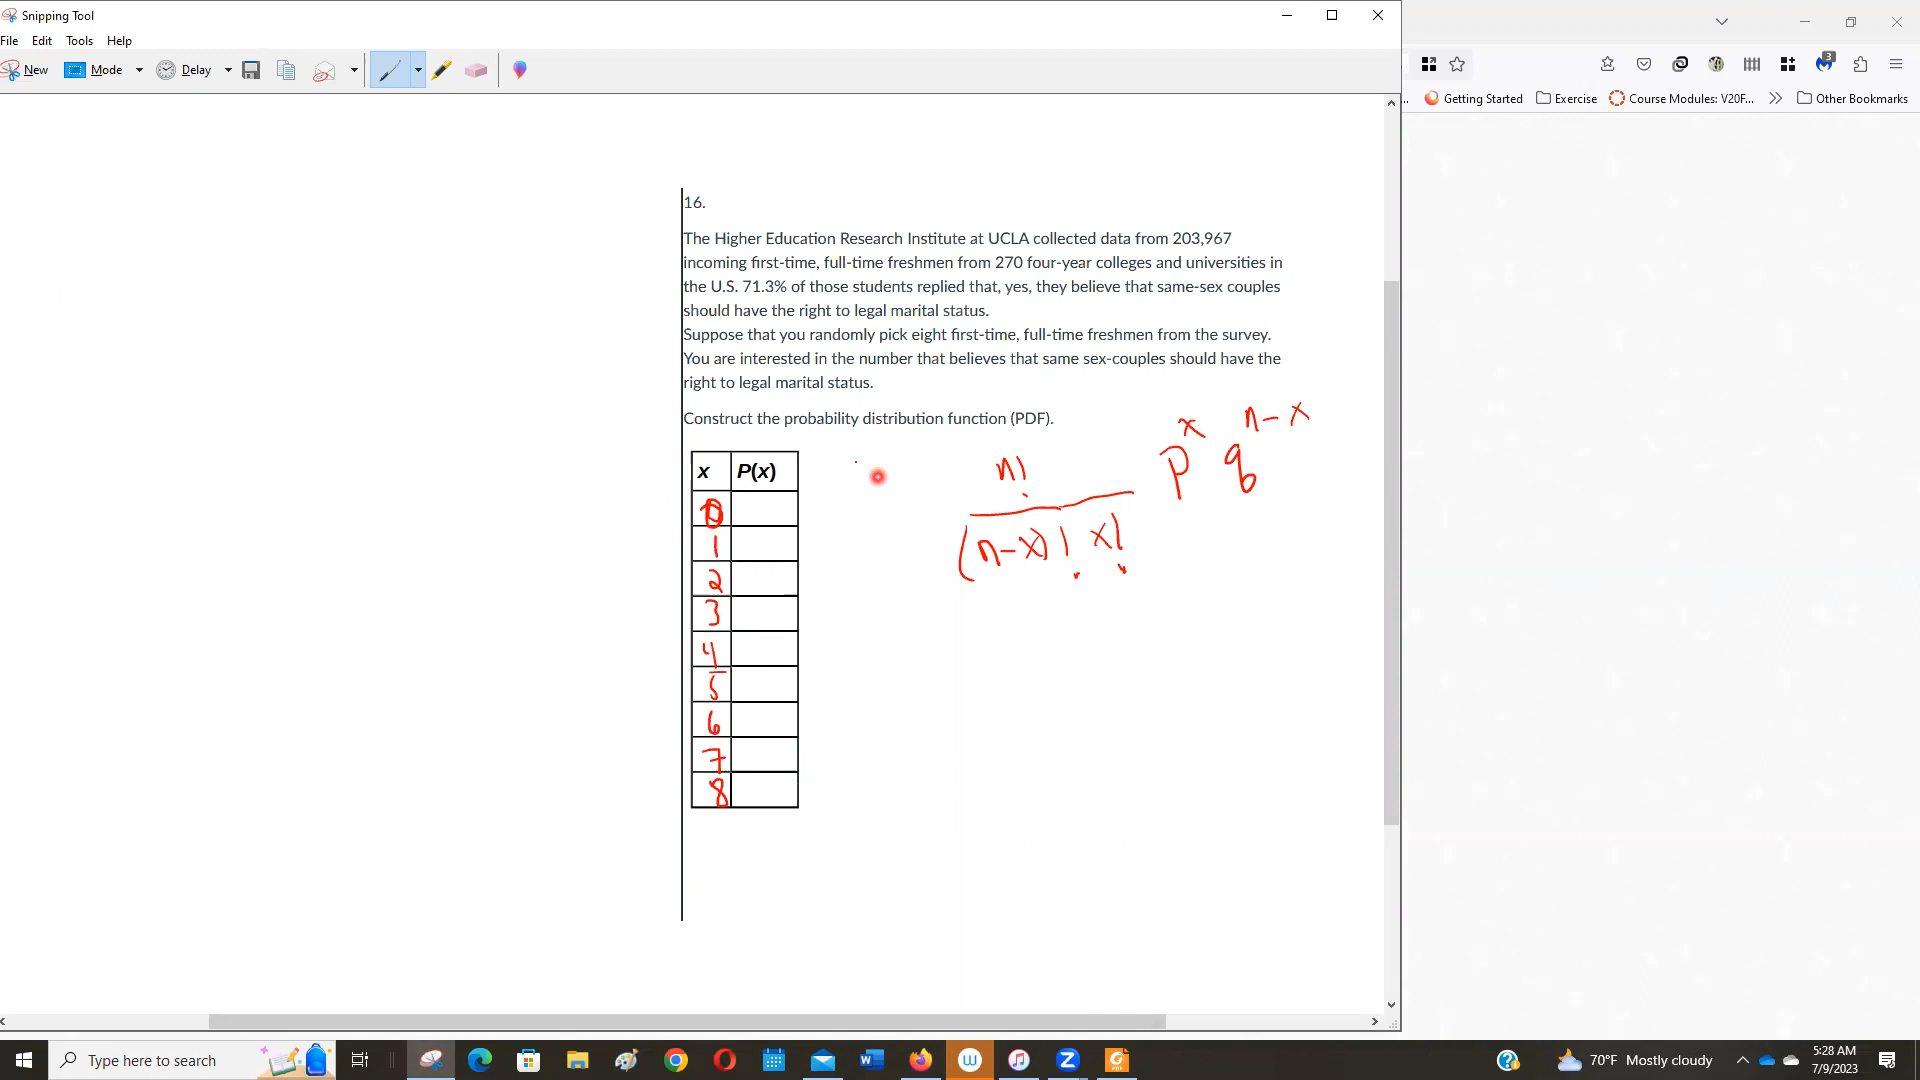 Snipping Tool
File Edit Tools Help
New Mode Delay
3
Getting Started Exercise Course Modules: V20F... Other Bookmarks
16.
The Higher Education Research Institute at UCLA collected data from 203,967
incoming first-time, full-time freshmen from 270 four-year colleges and universities in
the U.S. 71.3% of those students replied that, yes, they believe that same-sex couples
should have the right to legal marital status.
Suppose that you randomly pick eight first-time, full-time freshmen from the survey.
You are interested in the number that believes that same sex-couples should have the
right to legal marital status.
Construct the probability distribution function (PDF).
x P(x)
0
1
2
3
4
5
6
7
8
n!
(n-x)! x!
p^x q^n-x
Type here to search
70°F Mostly cloudy
5:28 AM
7/9/2023